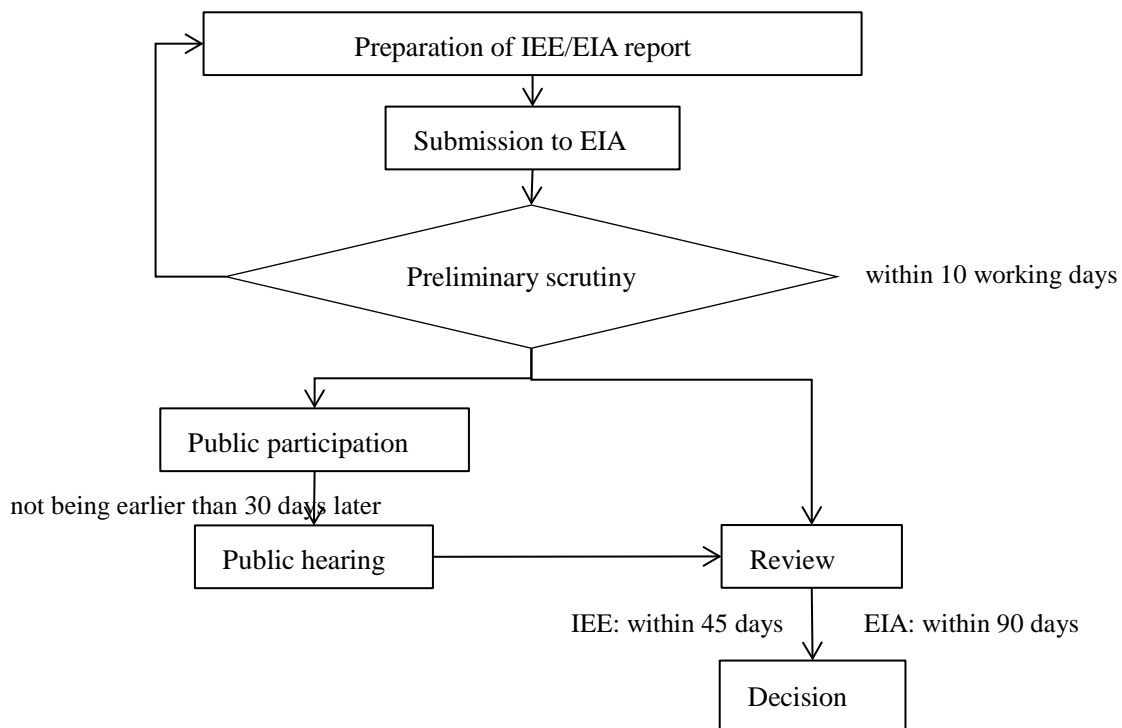 Preparation of IEE/EIA report
Submission to EIA
Preliminary scrutiny
within 10 working days
Public participation
not being earlier than 30 days later
Public hearing
Review
IEE: within 45 days
EIA: within 90 days
Decision